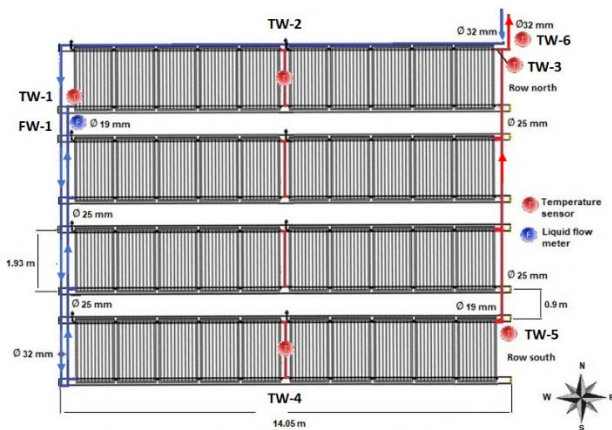 TW-2
Ø 32 mm
Ø32 mm
TW-6
TW-3
Row north
TW-1
FW-1
Ø 19 mm
Ø 25 mm
Temperature
sensor
Liquid flow
meter
Ø 25 mm
1.93 m
Ø 25 mm
0.9 m
Ø 25 mm
Ø 19 mm
TW-5
Ø 32 mm
Row south
TW-4
14.05 m
T
T
T
T
T
T
T
F
F
N
W
E
S